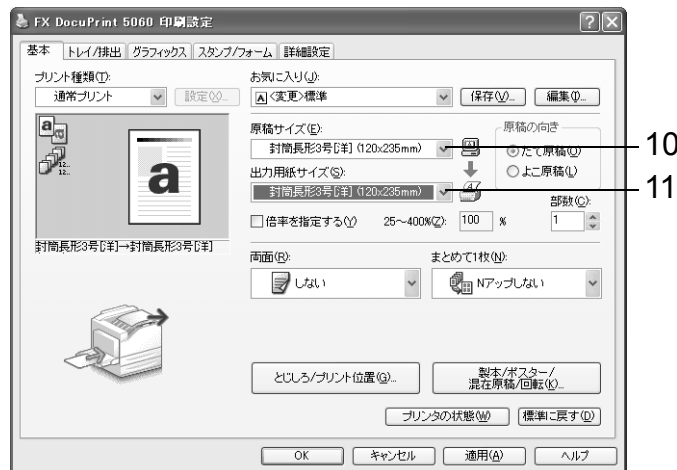 FX DocuPrint 5060 印刷設定
基本 トレイ/排出 グラフィックス スタンプ/フォーム 詳細設定
プリント種類(T):
通常プリント 設定(X)...
お気に入り(J):
A <変更>標準 保存(V)... 編集(I)...
原稿サイズ(E):
封筒長形3号[洋] (120x235mm) 10
原稿の向き
たて原稿(O)
よこ原稿(L)
出力用紙サイズ(S):
封筒長形3号[洋] (120x235mm) 11
部数(C):
倍率を指定する(Y) 25~400%(Z): 100 % 1
a a
12..
12..
a
封筒長形3号[洋]→封筒長形3号[洋]
両面(R):
しない
まとめて1枚(N):
Nアップしない
とじしろ/プリント位置(G)...
製本/ポスター/
混在原稿/回転(K)...
プリンタの状態(W) 標準に戻す(D)
OK キャンセル 適用(A) ヘルプ